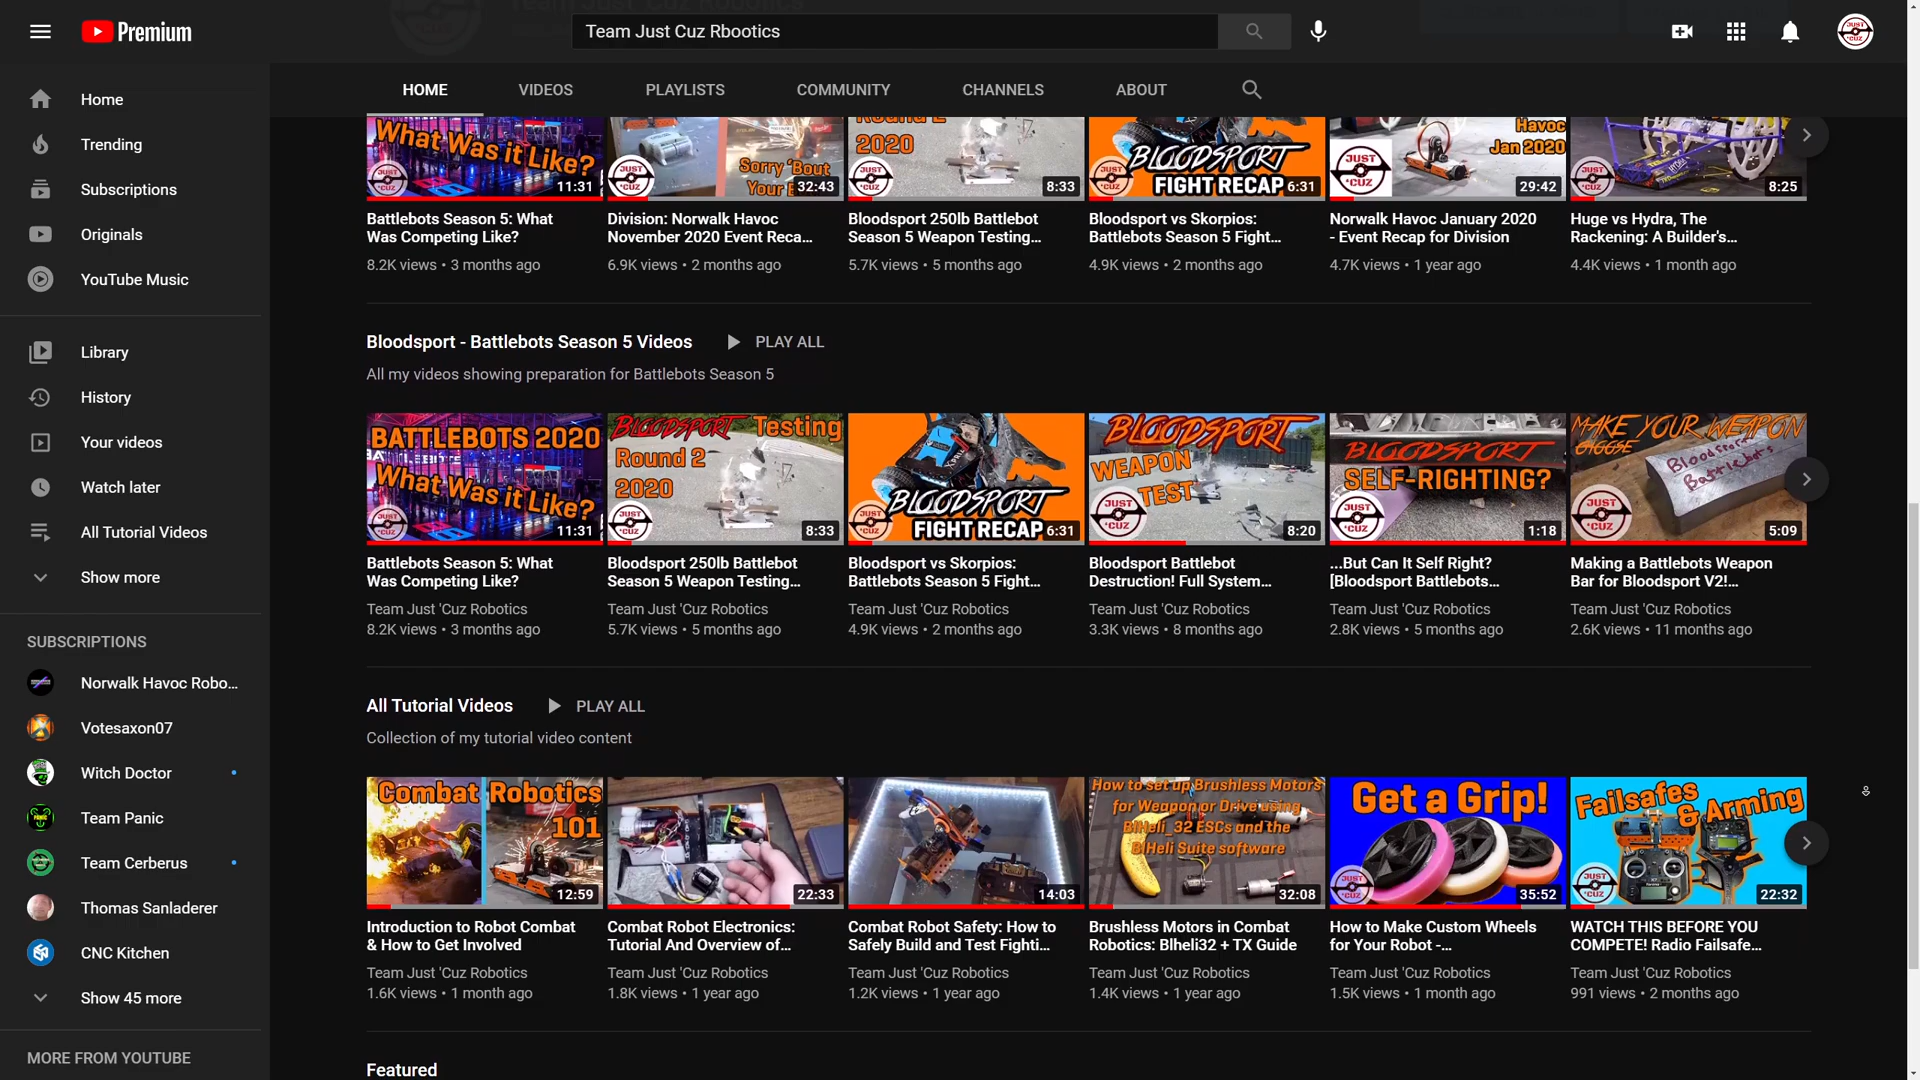 Premium
Team Just Cuz Rbootics
Home
Trending
Subscriptions
Originals
YouTube Music
Library
History
Your videos
Watch later
All Tutorial Videos
Show more
SUBSCRIPTIONS
Norwalk Havoc Robo...
Votesaxon07
Witch Doctor
Team Panic
Team Cerberus
Thomas Sanladerer
CNC Kitchen
Show 45 more
MORE FROM YOUTUBE
HOME
VIDEOS
PLAYLISTS
COMMUNITY
CHANNELS
ABOUT
What Was it Like?
11:31
Battlebots Season 5: What
Was Competing Like?
8.2K views • 3 months ago
Sorry 'Bout
Your
32:43
Division: Norwalk Havoc
November 2020 Event Reca...
6.9K views • 2 months ago
Round 2
2020
8:33
Bloodsport 250lb Battlebot
Season 5 Weapon Testing...
5.7K views • 5 months ago
BLOODSPORT
FIGHT RECAP
6:31
Bloodsport vs Skorpios:
Battlebots Season 5 Fight...
4.9K views • 2 months ago
Havoc
Jan 2020
JUST
'CUZ
29:42
Norwalk Havoc January 2020
- Event Recap for Division
4.7K views • 1 year ago
HYDRA
8:25
Huge vs Hydra, The
Rackening: A Builder's...
4.4K views • 1 month ago
Bloodsport - Battlebots Season 5 Videos
PLAY ALL
All my videos showing preparation for Battlebots Season 5
BATTLEBOTS 2020
What Was it Like?
11:31
Battlebots Season 5: What
Was Competing Like?
Team Just 'Cuz Robotics
8.2K views • 3 months ago
BLOODSPORT Testing
Round 2
2020
8:33
Bloodsport 250lb Battlebot
Season 5 Weapon Testing...
Team Just 'Cuz Robotics
5.7K views • 5 months ago
BLOODSPORT
FIGHT RECAP
6:31
Bloodsport vs Skorpios:
Battlebots Season 5 Fight...
Team Just 'Cuz Robotics
4.9K views • 2 months ago
BLOODSPORT
WEAPON
TEST
JUST
'CUZ
8:20
Bloodsport Battlebot
Destruction! Full System...
Team Just 'Cuz Robotics
3.3K views • 8 months ago
BLOODSPORT
SELF-RIGHTING?
JUST
'CUZ
1:18
...But Can It Self Right?
[Bloodsport Battlebots...
Team Just 'Cuz Robotics
2.8K views • 5 months ago
MAKE YOUR WEAPON
CHOOSE
Bloodsport
Battlebots
JUST
'CUZ
5:09
Making a Battlebots Weapon
Bar for Bloodsport V2!...
Team Just 'Cuz Robotics
2.6K views • 11 months ago
All Tutorial Videos
PLAY ALL
Collection of my tutorial video content
Combat Robotics
101
12:59
Introduction to Robot Combat
& How to Get Involved
Team Just 'Cuz Robotics
1.6K views • 1 month ago
22:33
Combat Robot Electronics:
Tutorial And Overview of...
Team Just 'Cuz Robotics
1.8K views • 1 year ago
14:03
Combat Robot Safety: How to
Safely Build and Test Fighti...
Team Just 'Cuz Robotics
1.2K views • 1 year ago
How to set up Brushless Motors
for Weapon or Drive using
BlHeli_32 ESCs and the
BlHeli Suite software
32:08
Brushless Motors in Combat
Robotics: Blheli32 + TX Guide
Team Just 'Cuz Robotics
1.4K views • 1 year ago
Get a Grip!
JUST
'CUZ
35:52
How to Make Custom Wheels
for Your Robot -...
Team Just 'Cuz Robotics
1.5K views • 1 month ago
Failsafes
& Arming
JUST
'CUZ
22:32
WATCH THIS BEFORE YOU
COMPETE! Radio Failsafe...
Team Just 'Cuz Robotics
991 views • 2 months ago
Featured